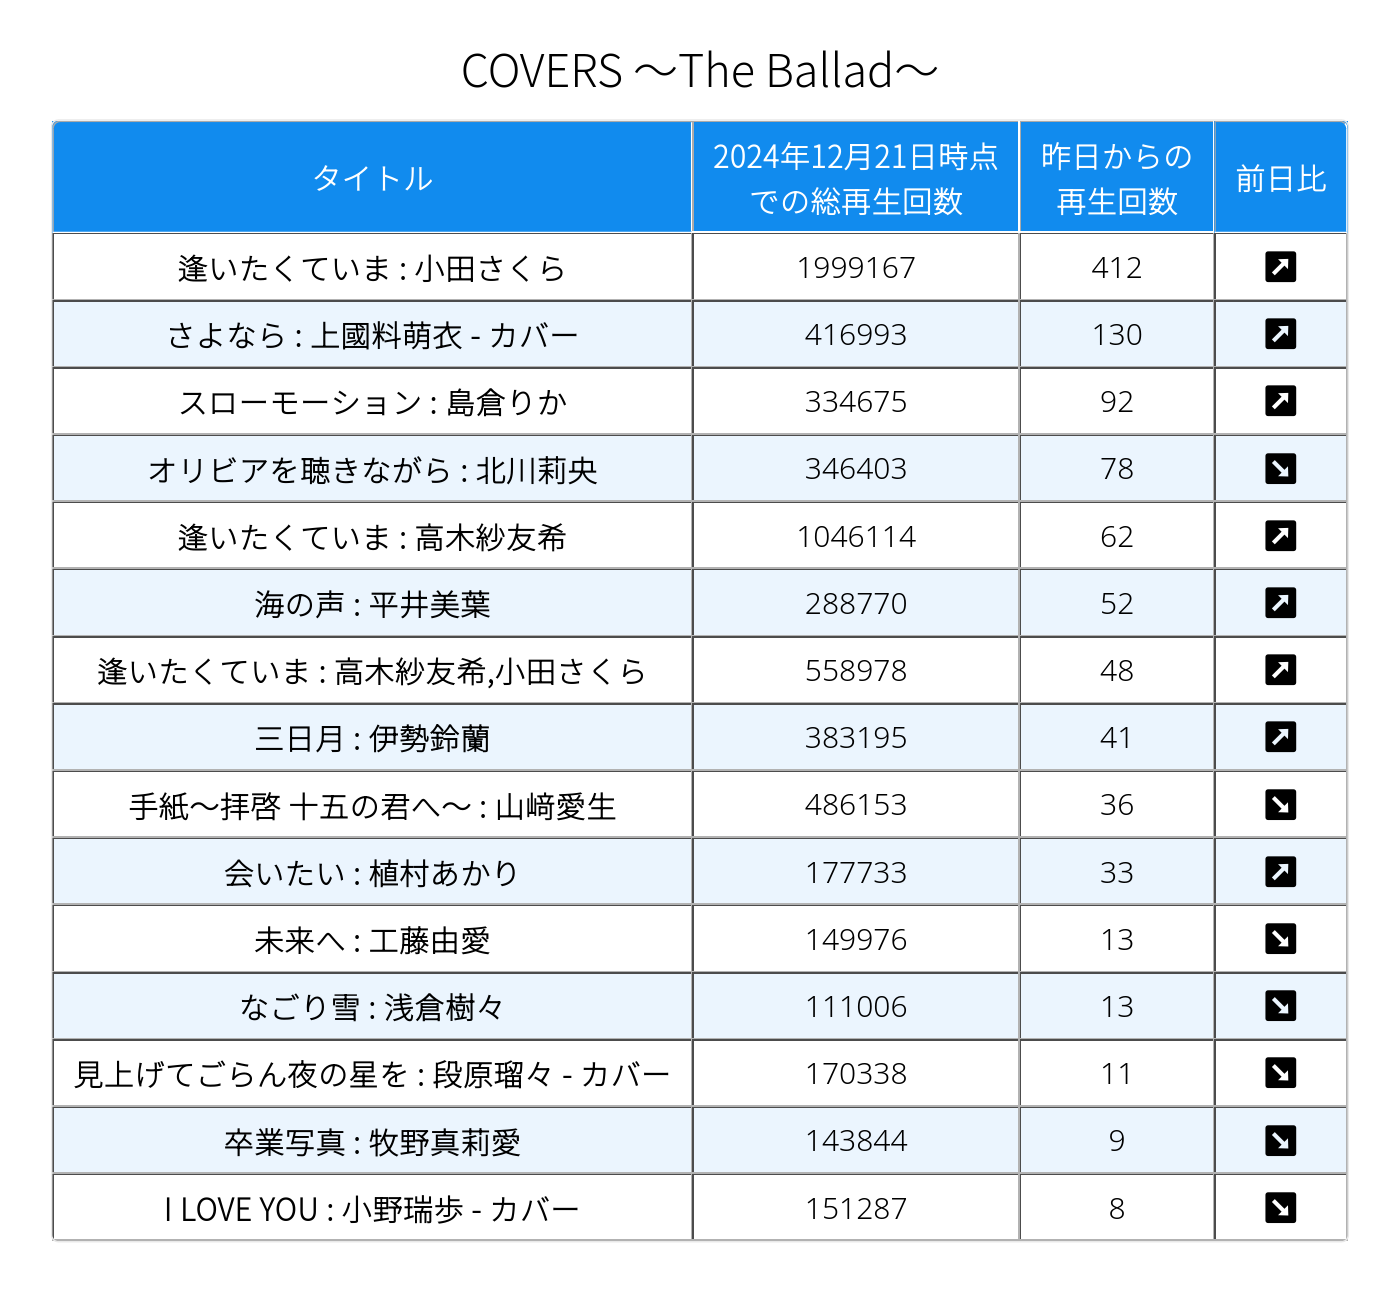 COVERS ～The Ballad～
タイトル 2024年12月21日時点での総再生回数 昨日からの再生回数 前日比
逢いたくていま : 小田さくら 1999167 412 ↗
さよなら : 上國料萌衣 - カバー 416993 130 ↗
スローモーション : 島倉りか 334675 92 ↗
オリビアを聴きながら : 北川莉央 346403 78 ↘
逢いたくていま : 高木紗友希 1046114 62 ↗
海の声 : 平井美葉 288770 52 ↗
逢いたくていま : 高木紗友希,小田さくら 558978 48 ↗
三日月 : 伊勢鈴蘭 383195 41 ↗
手紙～拝啓 十五の君へ～ : 山﨑愛生 486153 36 ↘
会いたい : 植村あかり 177733 33 ↗
未来へ : 工藤由愛 149976 13 ↘
なごり雪 : 浅倉樹々 111006 13 ↘
見上げてごらん夜の星を : 段原瑠々 - カバー 170338 11 ↘
卒業写真 : 牧野真莉愛 143844 9 ↘
I LOVE YOU : 小野瑞歩 - カバー 151287 8 ↘